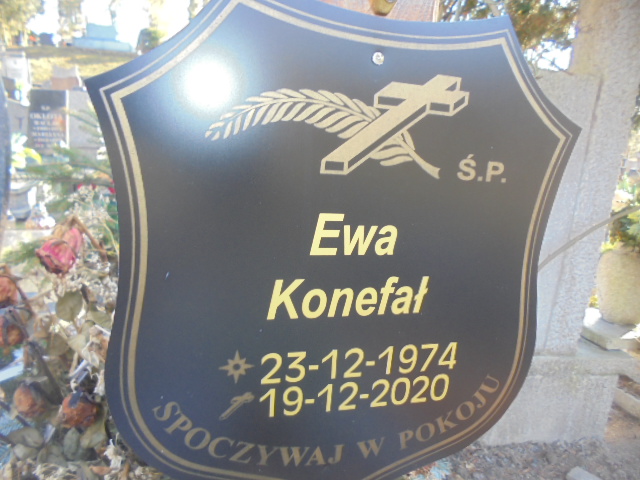 Ś.P.
Ewa
Konefał
23-12-1974
19-12-2020
SPOCZYWAJ W POKOJU